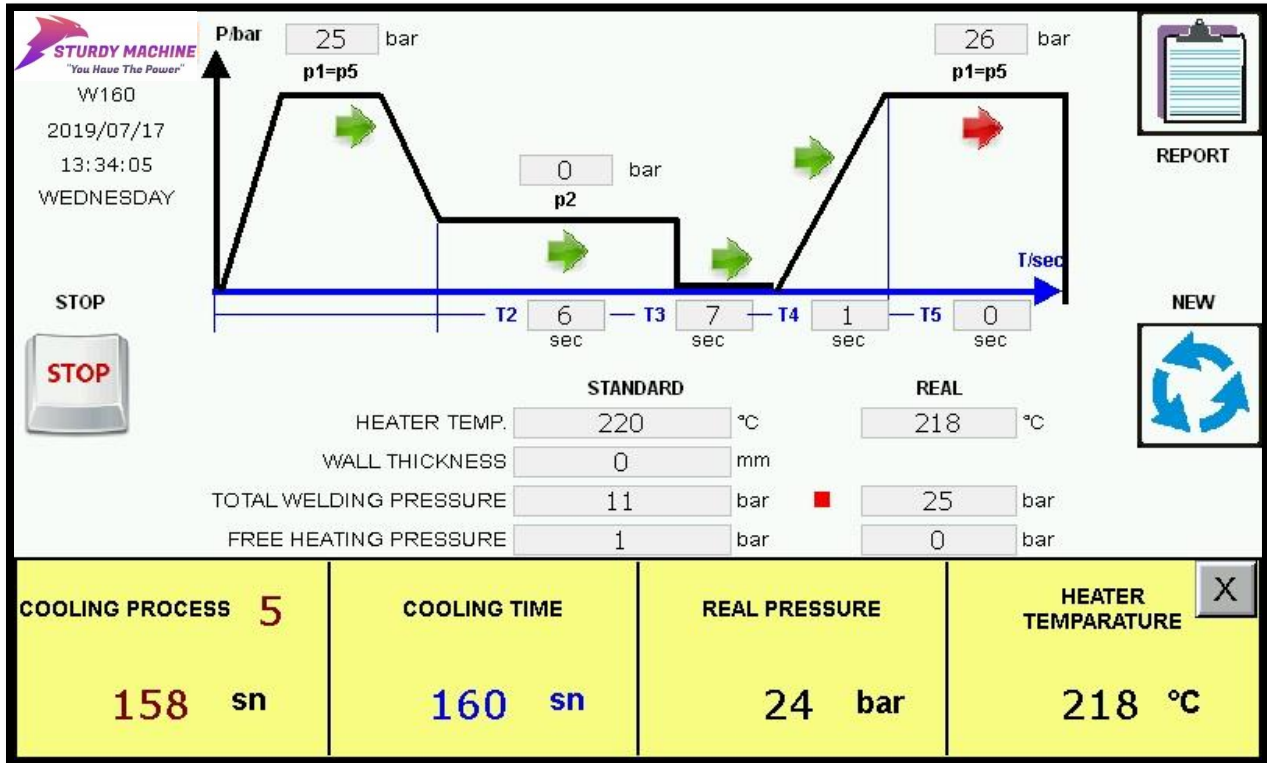 STURDY MACHINE
"You Have The Power"
W160
2019/07/17
13:34:05
WEDNESDAY
P/bar
25 bar
p1=p5
0 bar
p2
26 bar
p1=p5
T/sec
T2 6 sec
T3 7 sec
T4 1 sec
T5 0 sec
REPORT
STOP
STOP
NEW
STANDARD REAL
HEATER TEMP. 220 °C 218 °C
WALL THICKNESS 0 mm
TOTAL WELDING PRESSURE 11 bar 25 bar
FREE HEATING PRESSURE 1 bar 0 bar
COOLING PROCESS 5
158 sn
COOLING TIME
160 sn
REAL PRESSURE
24 bar
HEATER
TEMPARATURE
218 °C
X